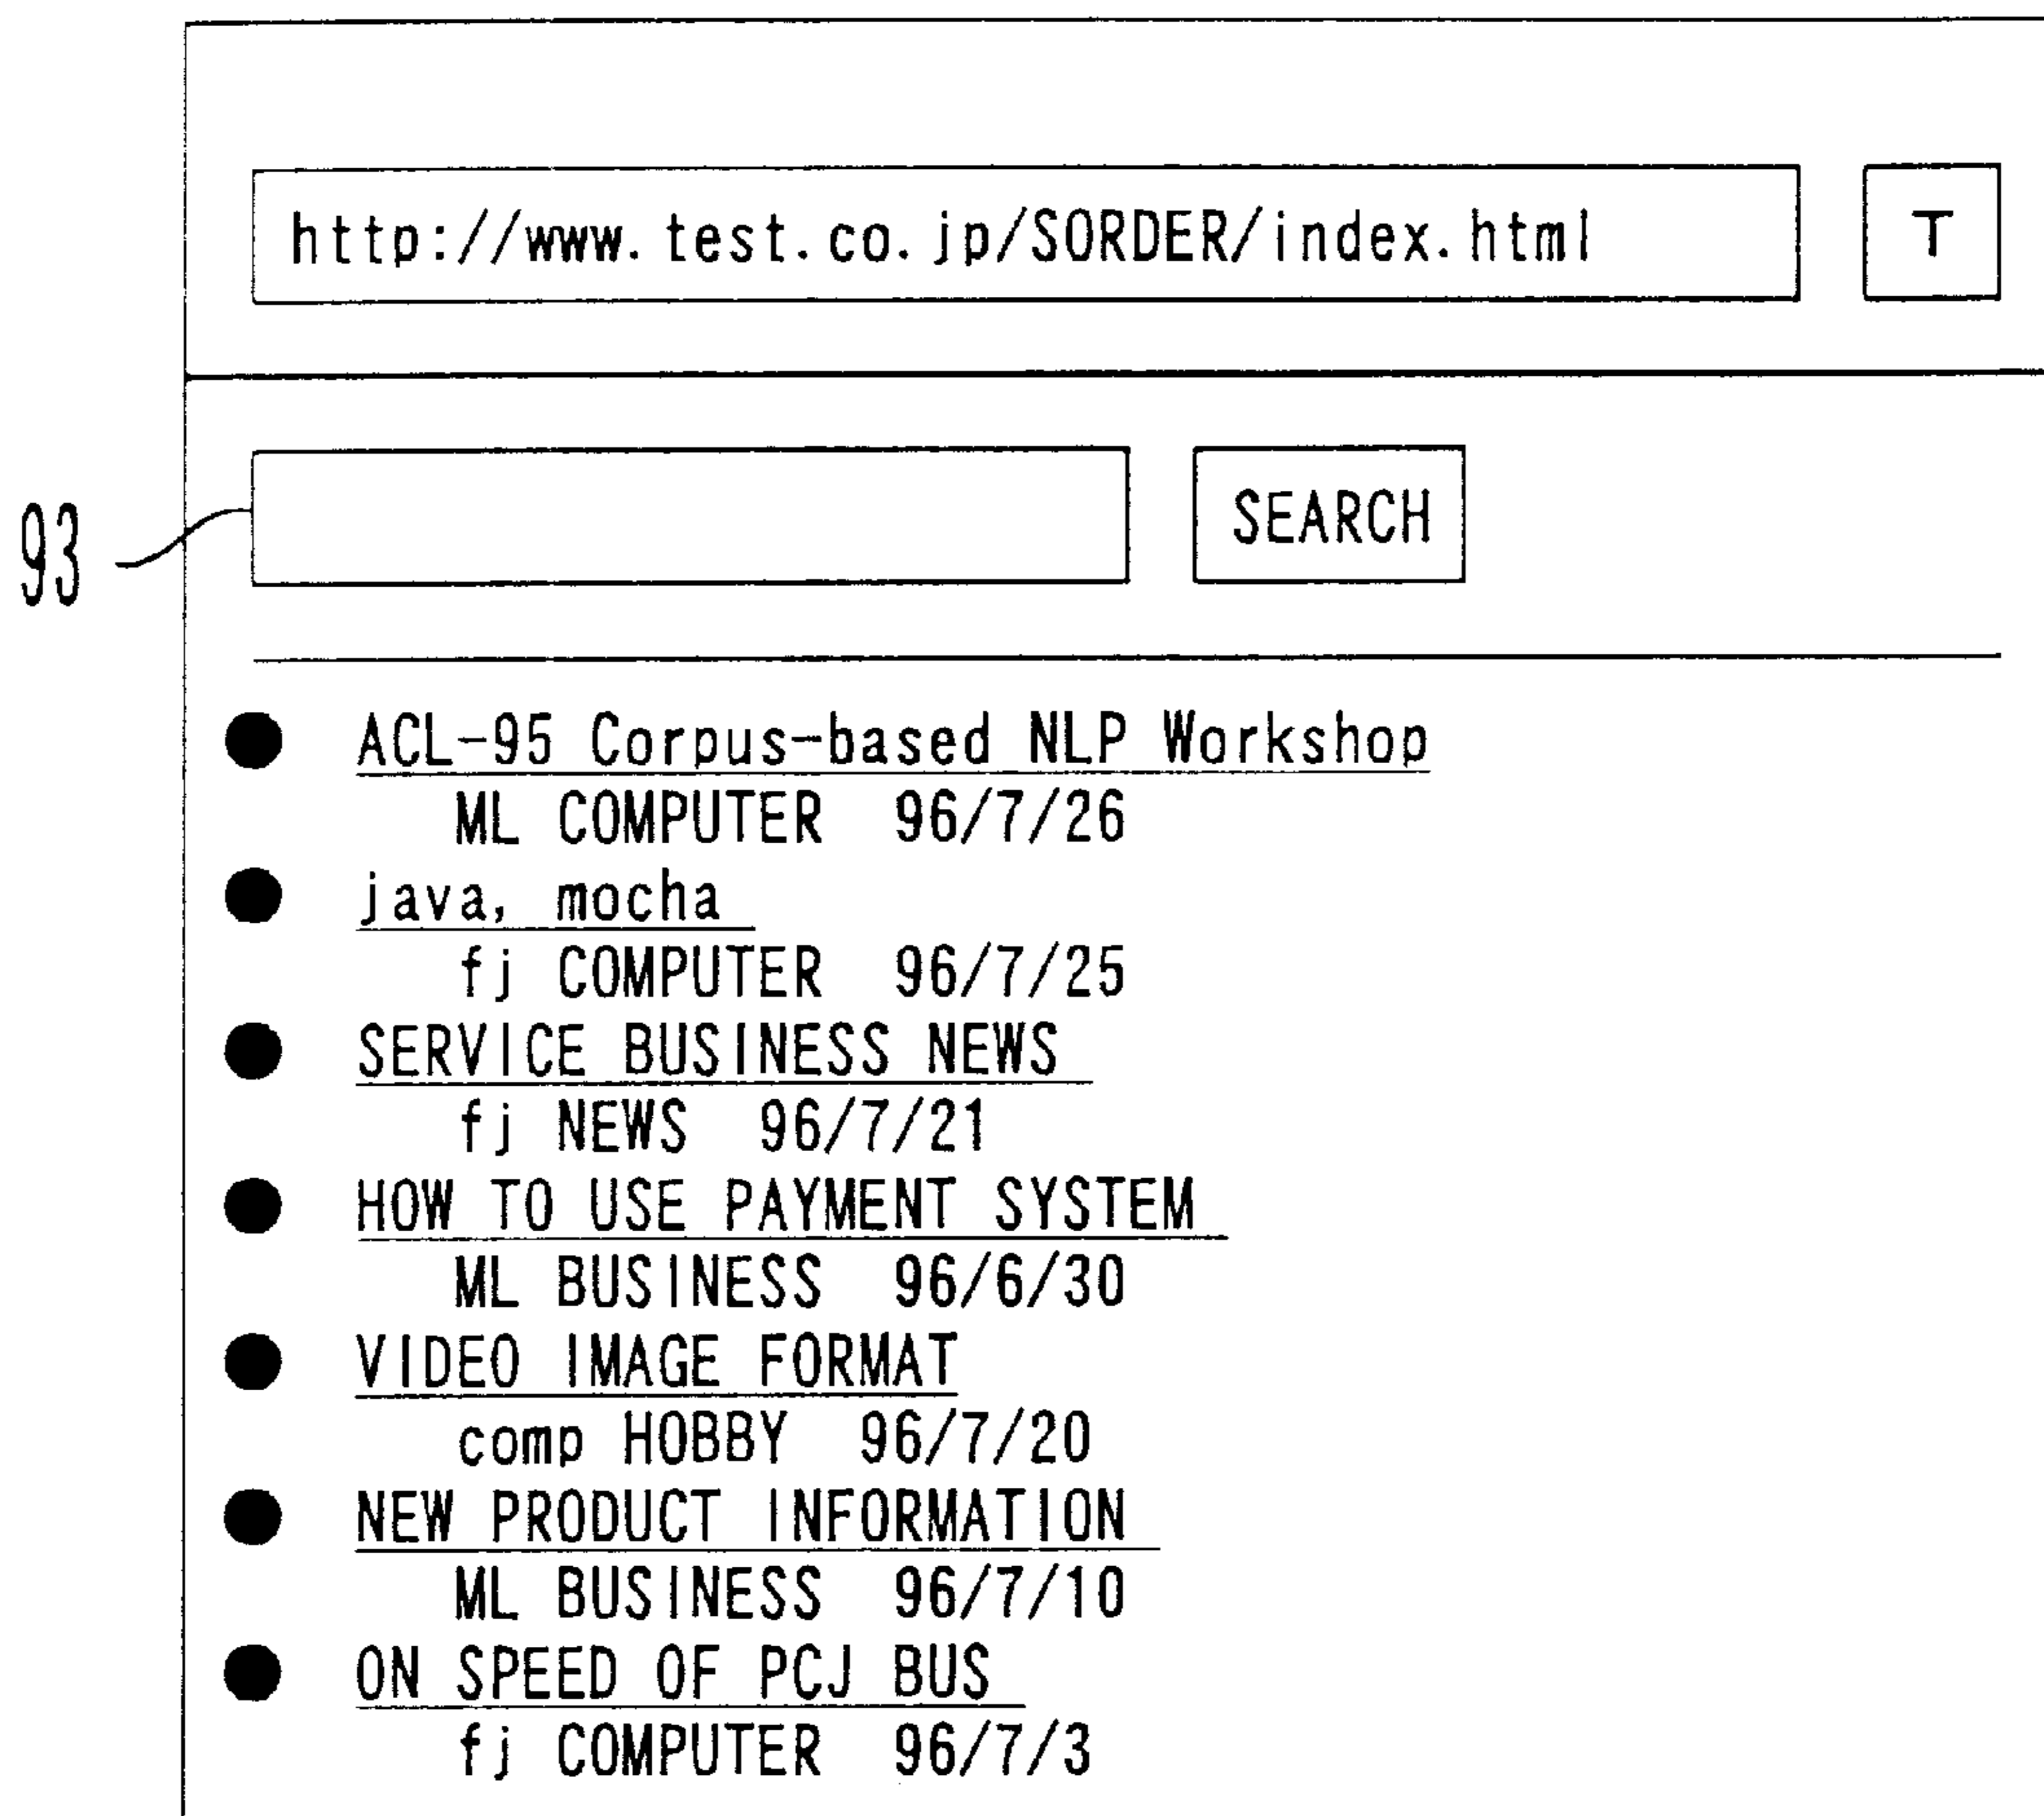 http://www.test.co.jp/SORDER/index.html T
93 SEARCH
ACL-95 Corpus-based NLP Workshop
ML COMPUTER 96/7/26
java, mocha
fj COMPUTER 96/7/25
SERVICE BUSINESS NEWS
fj NEWS 96/7/21
HOW TO USE PAYMENT SYSTEM
ML BUSINESS 96/6/30
VIDEO IMAGE FORMAT
comp HOBBY 96/7/20
NEW PRODUCT INFORMATION
ML BUSINESS 96/7/10
ON SPEED OF PCJ BUS
fj COMPUTER 96/7/3